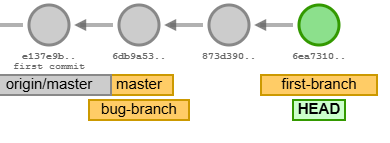 e137e9b..
first commit
6db9a53..
873d390..
6ea7310..
origin/master
master
first-branch
bug-branch
HEAD